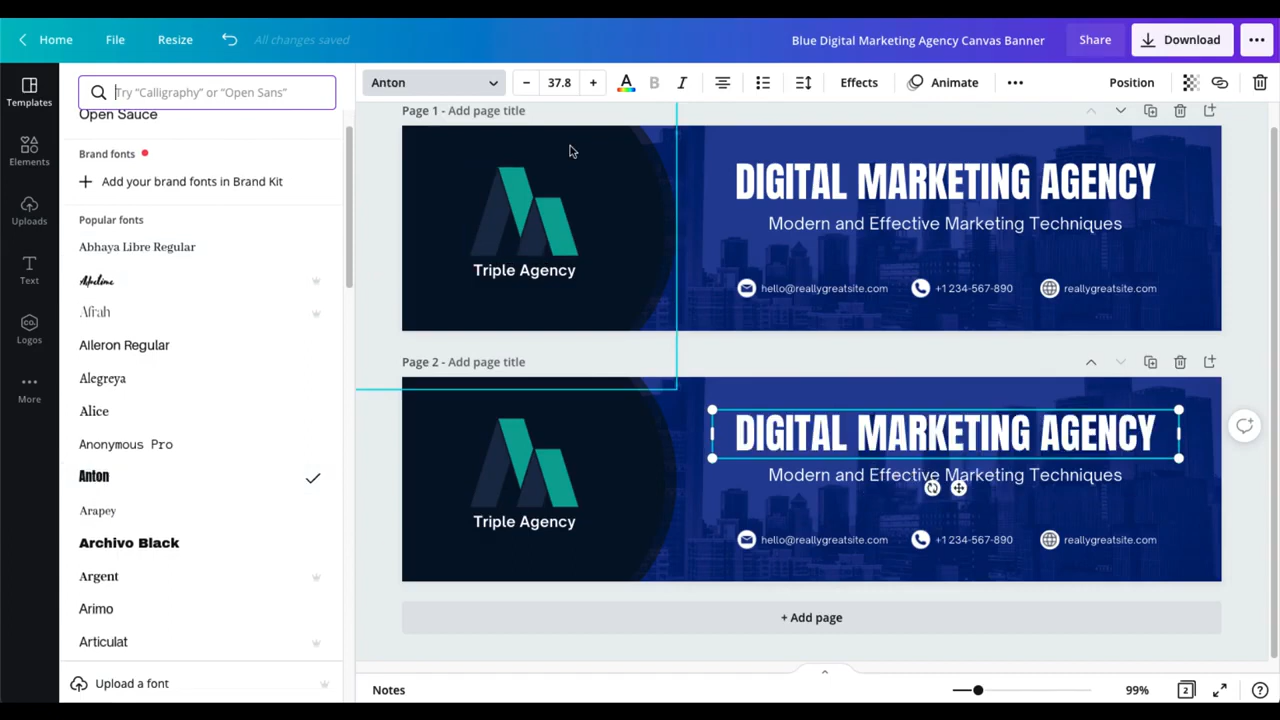 Home
File
Resize
All changes saved
Blue Digital Marketing Agency Canvas Banner
Share
Download
Templates
Elements
Uploads
Text
CO.
Logos
More
Try “Calligraphy” or “Open Sans”
Open Sauce
Brand fonts
Add your brand fonts in Brand Kit
Popular fonts
Abhaya Libre Regular
Afrah
Aileron Regular
Alegreya
Alice
Anonymous Pro
Anton
Arapey
Archivo Black
Argent
Arimo
Articulat
Upload a font
Anton
− 37.8 +
A B I
Effects
Animate
Position
Page 1 - Add page title
Triple Agency
DIGITAL MARKETING AGENCY
Modern and Effective Marketing Techniques
hello@reallygreatsite.com
+1 234-567-890
reallygreatsite.com
Page 2 - Add page title
Triple Agency
DIGITAL MARKETING AGENCY
Modern and Effective Marketing Techniques
hello@reallygreatsite.com
+1 234-567-890
reallygreatsite.com
+ Add page
Notes
99%
2
?